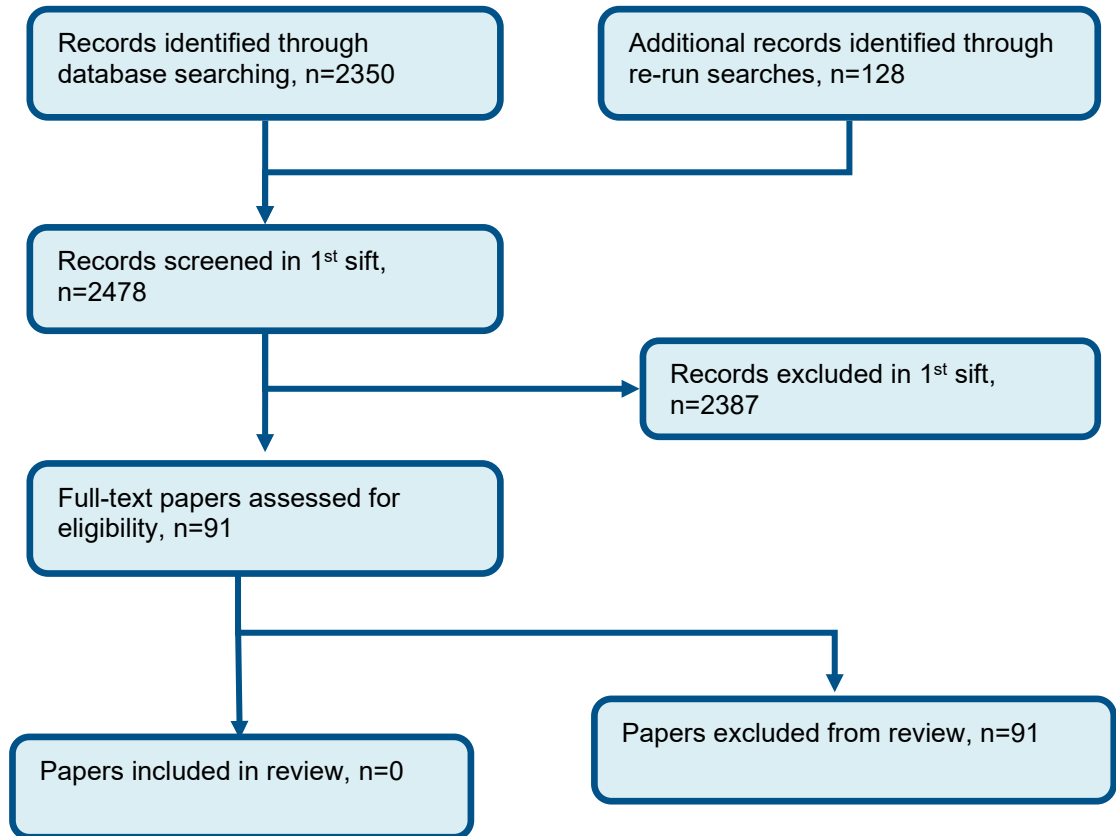 Records identified through
database searching, n=2350
Additional records identified through
re-run searches, n=128
Records screened in 1st sift,
n=2478
Records excluded in 1st sift,
n=2387
Full-text papers assessed for
eligibility, n=91
Papers included in review, n=0
Papers excluded from review, n=91